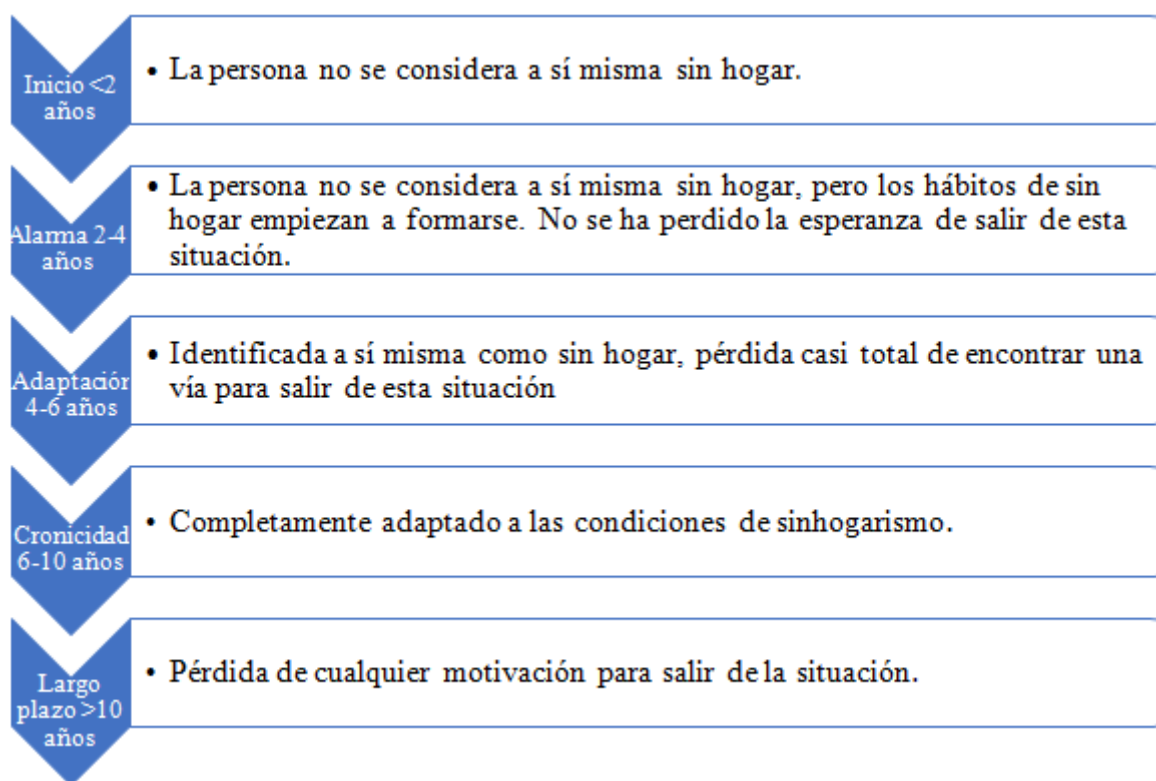 Inicio <2
años
• La persona no se considera a sí misma sin hogar.
Alarma 2-4
años
• La persona no se considera a sí misma sin hogar, pero los hábitos de sin
hogar empiezan a formarse. No se ha perdido la esperanza de salir de esta
situación.
Adaptación
4-6 años
• Identificada a sí misma como sin hogar, pérdida casi total de encontrar una
vía para salir de esta situación
Cronicidad
6-10 años
• Completamente adaptado a las condiciones de sinhogarismo.
Largo
plazo >10
años
• Pérdida de cualquier motivación para salir de la situación.